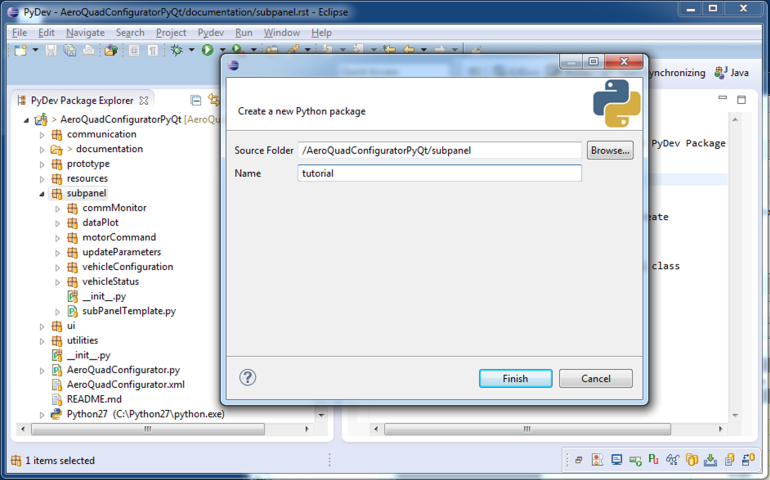 PyDev - AeroQuadConfiguratorPyQt/documentation/subpanel.rst - Eclipse
File Edit Navigate Search Project Pydev Run Window Help
ynchronizing Java
PyDev Package Explorer
> AeroQuadConfiguratorPyQt [AeroQu
communication
> documentation
prototype
resources
subpanel
commMonitor
dataPlot
motorCommand
updateParameters
vehicleConfiguration
vehicleStatus
__init__.py
subPanelTemplate.py
ui
utilities
__init__.py
AeroQuadConfigurator.py
AeroQuadConfigurator.xml
README.md
Python27 (C:\Python27\python.exe)
1 items selected
Create a new Python package
Source Folder /AeroQuadConfiguratorPyQt/subpanel Browse...
Name tutorial
Finish Cancel
PyDev Package
eate
class